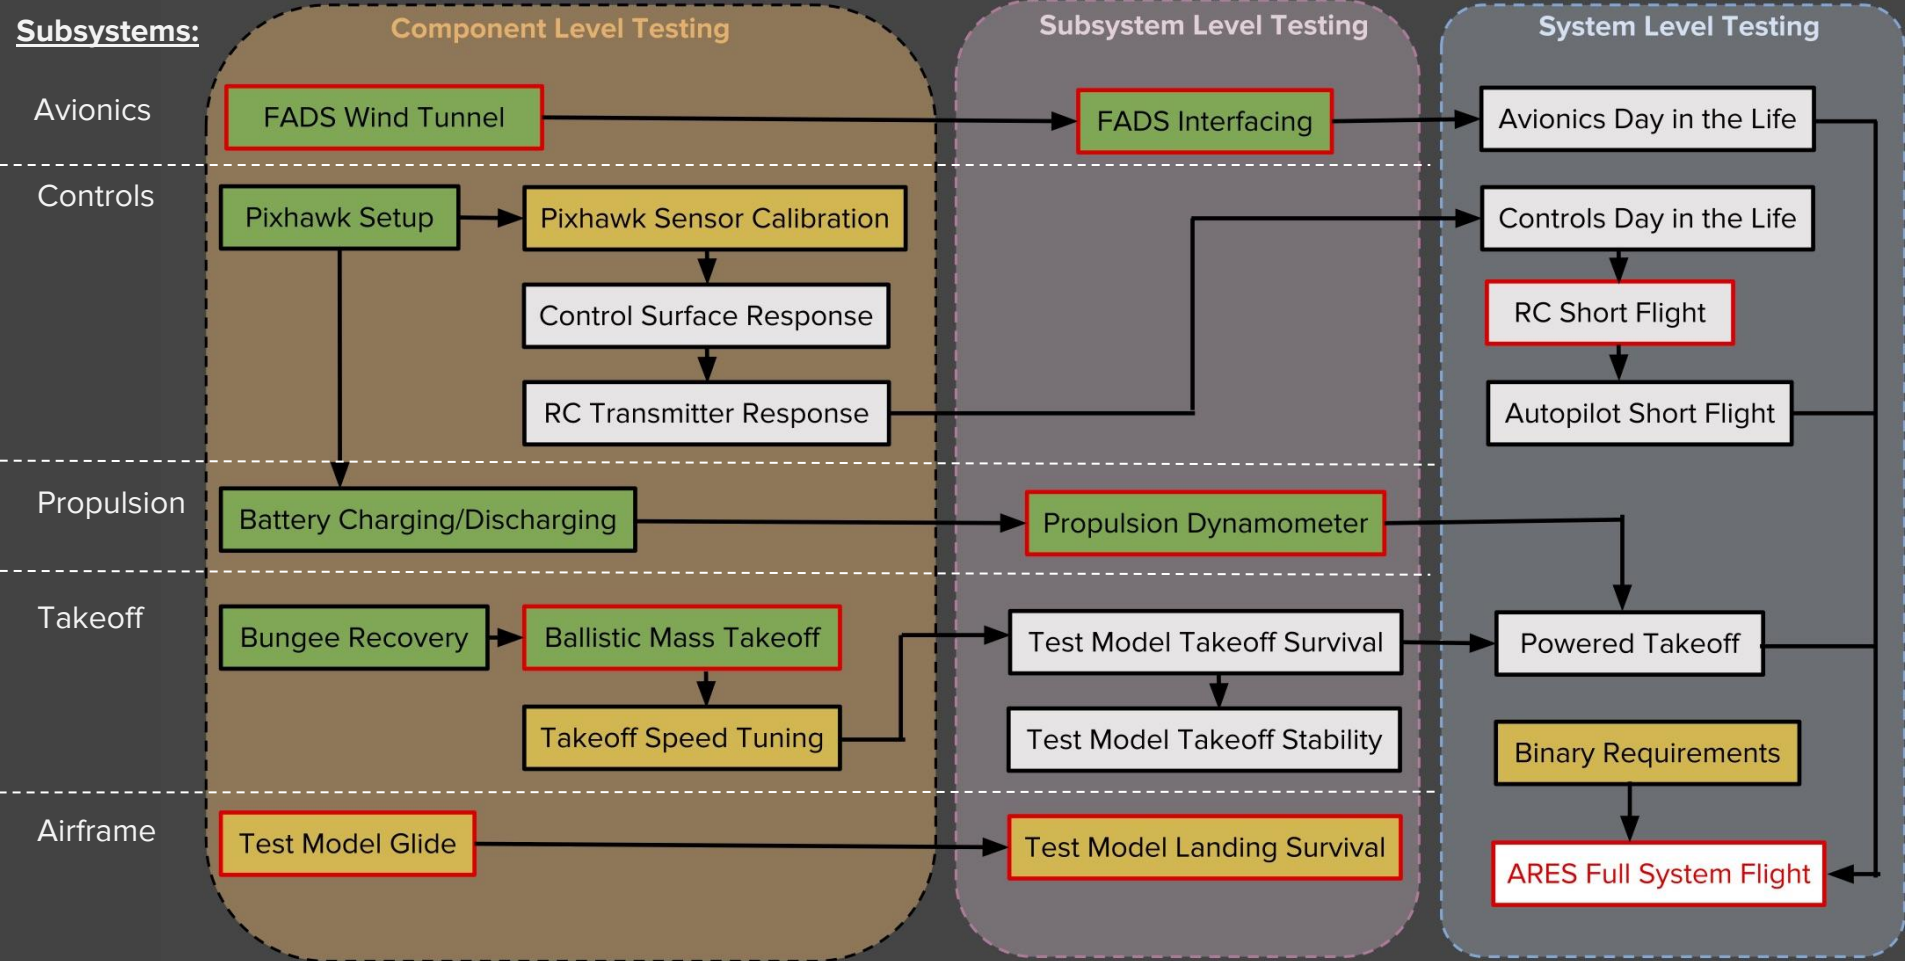 Subsystems:
Component Level Testing
Subsystem Level Testing
System Level Testing
Avionics
FADS Wind Tunnel
FADS Interfacing
Avionics Day in the Life
Controls
Pixhawk Setup
Pixhawk Sensor Calibration
Controls Day in the Life
Control Surface Response
RC Short Flight
RC Transmitter Response
Autopilot Short Flight
Propulsion
Battery Charging/Discharging
Propulsion Dynamometer
Takeoff
Bungee Recovery
Ballistic Mass Takeoff
Test Model Takeoff Survival
Powered Takeoff
Takeoff Speed Tuning
Test Model Takeoff Stability
Binary Requirements
Airframe
Test Model Glide
Test Model Landing Survival
ARES Full System Flight